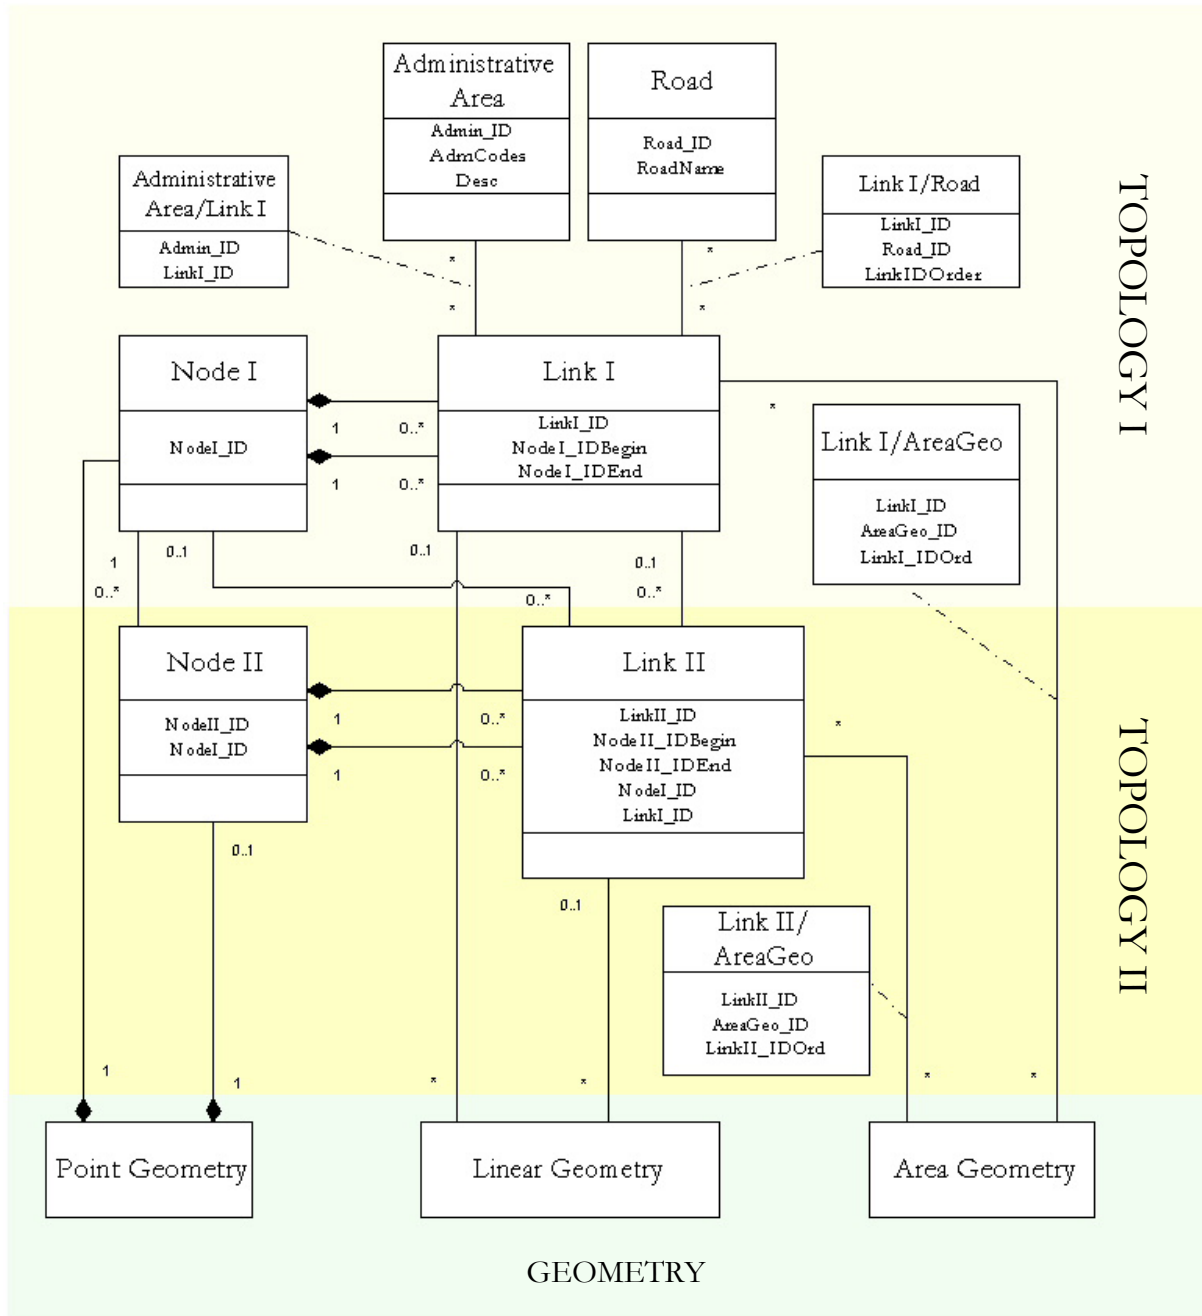 Administrative
Area
Admin_ID
AdmCodes
Desc
Road
Road_ID
RoadName
Administrative
Area/Link I
Admin_ID
LinkI_ID
Link I/Road
LinkI_ID
Road_ID
LinkIDOrder
*
*
*
*
TOPOLOGY I
Node I
NodeI_ID
Link I
LinkI_ID
NodeI_IDBegin
NodeI_IDEnd
1
0..*
1
0..*
*
Link I/AreaGeo
LinkI_ID
AreaGeo_ID
LinkI_IDOrd
1
0..*
0..1
0..*
0..1
0..1
0..*
Node II
NodeII_ID
NodeI_ID
Link II
LinkII_ID
NodeII_IDBegin
NodeII_IDEnd
NodeI_ID
LinkI_ID
1
0..*
1
0..*
*
TOPOLOGY II
0..1
0..1
Link II/
AreaGeo
LinkII_ID
AreaGeo_ID
LinkII_IDOrd
1
1
*
*
*
*
Point Geometry
Linear Geometry
Area Geometry
GEOMETRY